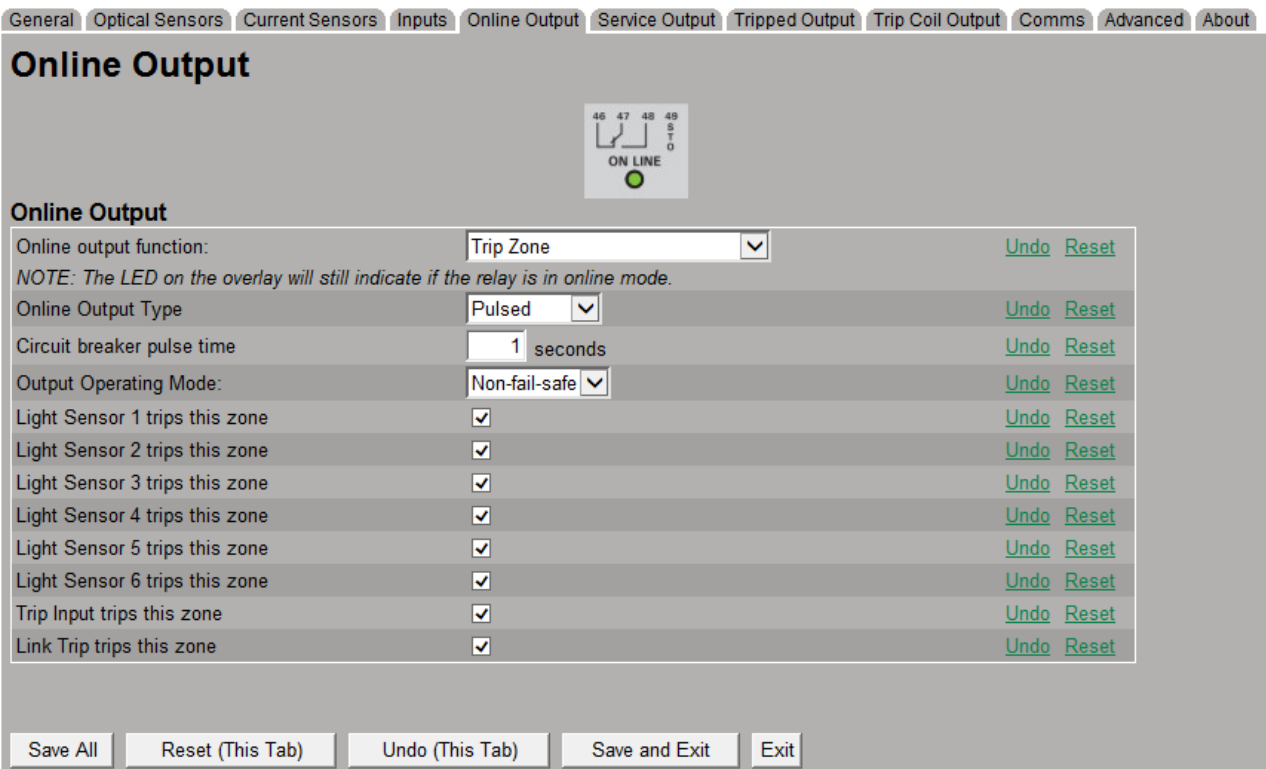 General Optical Sensors Current Sensors Inputs Online Output Service Output Tripped Output Trip Coil Output Comms Advanced About
Online Output
46 47 48 49
STO
ON LINE
Online Output
Online output function: Trip Zone Undo Reset
NOTE: The LED on the overlay will still indicate if the relay is in online mode.
Online Output Type Pulsed Undo Reset
Circuit breaker pulse time 1 seconds Undo Reset
Output Operating Mode: Non-fail-safe Undo Reset
Light Sensor 1 trips this zone Undo Reset
Light Sensor 2 trips this zone Undo Reset
Light Sensor 3 trips this zone Undo Reset
Light Sensor 4 trips this zone Undo Reset
Light Sensor 5 trips this zone Undo Reset
Light Sensor 6 trips this zone Undo Reset
Trip Input trips this zone Undo Reset
Link Trip trips this zone Undo Reset
Save All Reset (This Tab) Undo (This Tab) Save and Exit Exit